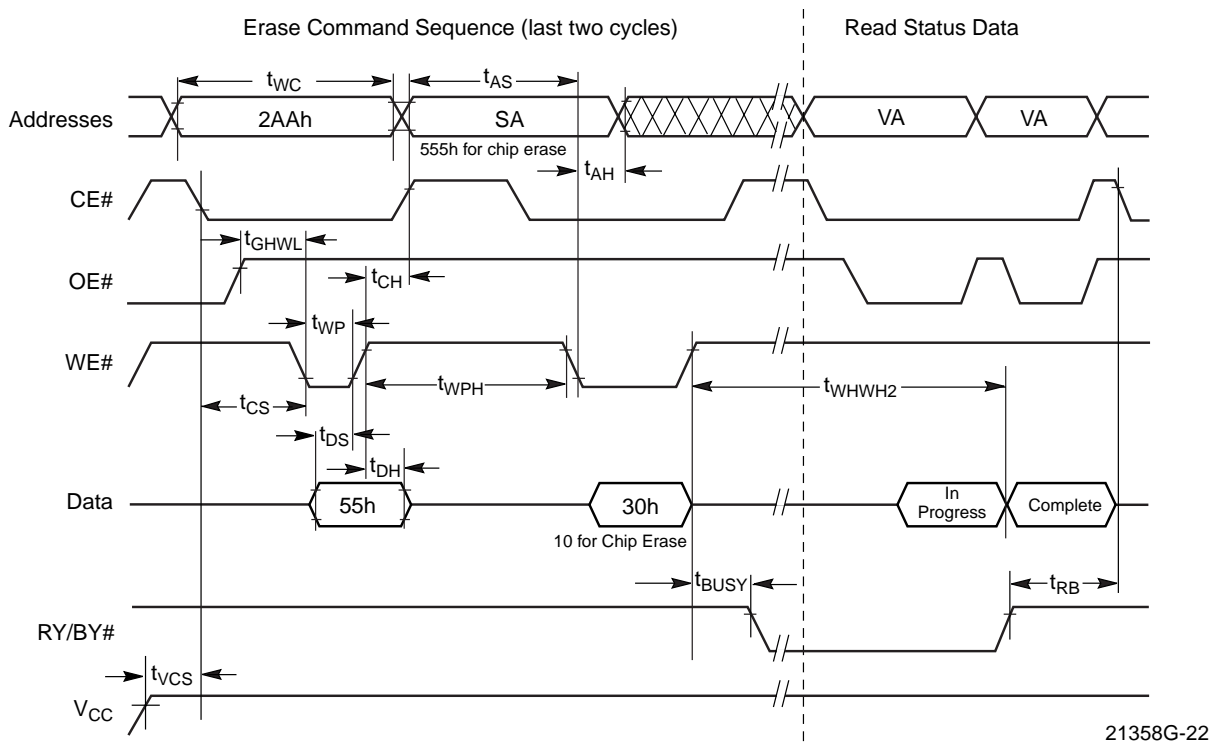 Erase Command Sequence (last two cycles)
Read Status Data
tWC
tAS
Addresses
2AAh
SA
VA
VA
555h for chip erase
tAH
CE#
tGHWL
OE#
tCH
tWP
WE#
tWPH
tWHWH2
tCS
tDS
tDH
Data
55h
30h
In
Progress
Complete
10 for Chip Erase
tBUSY
tRB
RY/BY#
tVCS
VCC
21358G-22